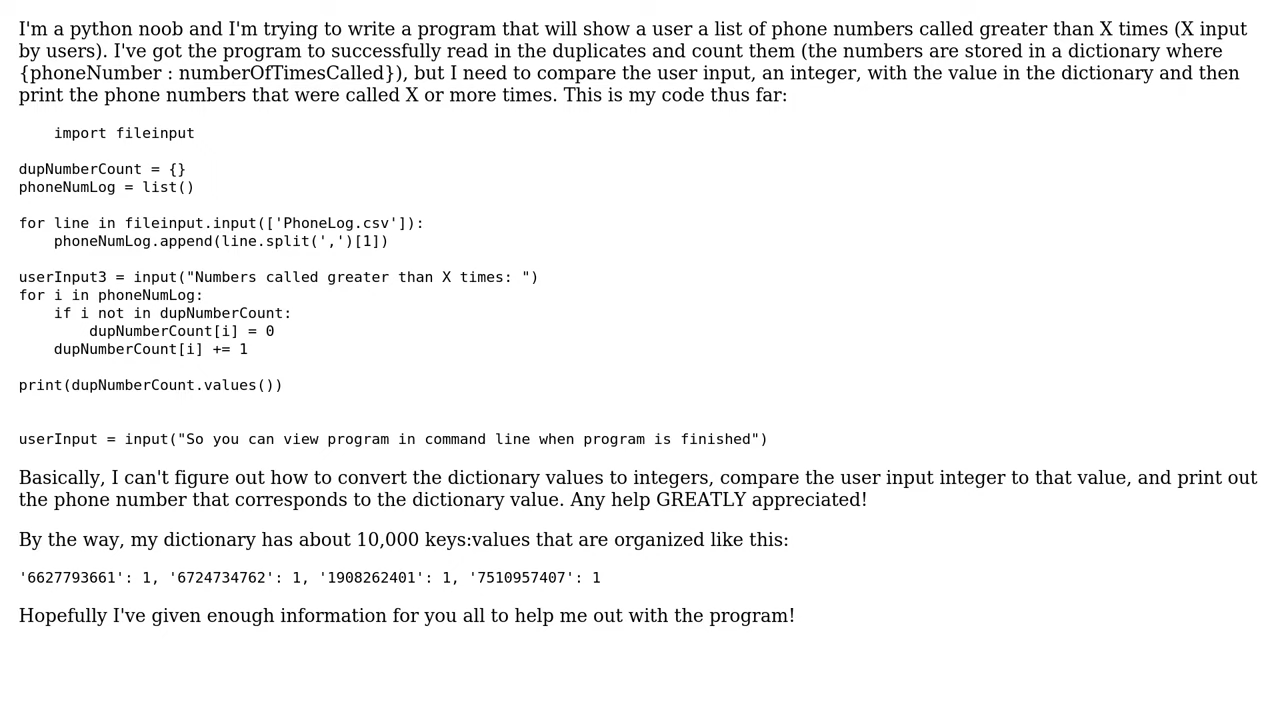 I'm a python noob and I'm trying to write a program that will show a user a list of phone numbers called greater than X times (X input
by users). I've got the program to successfully read in the duplicates and count them (the numbers are stored in a dictionary where
{phoneNumber : numberOfTimesCalled}), but I need to compare the user input, an integer, with the value in the dictionary and then
print the phone numbers that were called X or more times. This is my code thus far:
    import fileinput
dupNumberCount = {}
phoneNumLog = list()
for line in fileinput.input(['PhoneLog.csv']):
    phoneNumLog.append(line.split(',')[1])
userInput3 = input("Numbers called greater than X times: ")
for i in phoneNumLog:
    if i not in dupNumberCount:
        dupNumberCount[i] = 0
    dupNumberCount[i] += 1
print(dupNumberCount.values())
userInput = input("So you can view program in command line when program is finished")
Basically, I can't figure out how to convert the dictionary values to integers, compare the user input integer to that value, and print out
the phone number that corresponds to the dictionary value. Any help GREATLY appreciated!
By the way, my dictionary has about 10,000 keys:values that are organized like this:
'6627793661': 1, '6724734762': 1, '1908262401': 1, '7510957407': 1
Hopefully I've given enough information for you all to help me out with the program!